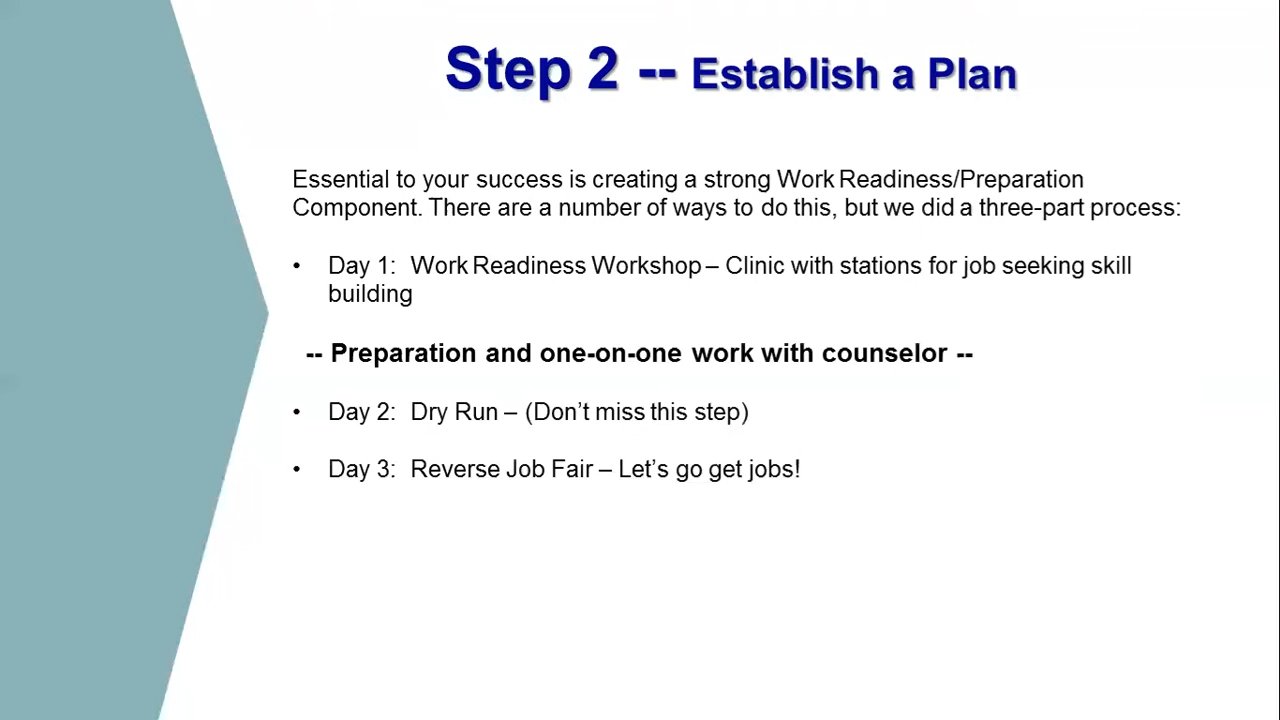 Step 2 -- Establish a Plan
Essential to your success is creating a strong Work Readiness/Preparation
Component. There are a number of ways to do this, but we did a three-part process:
• Day 1: Work Readiness Workshop – Clinic with stations for job seeking skill
building
-- Preparation and one-on-one work with counselor --
• Day 2: Dry Run – (Don’t miss this step)
• Day 3: Reverse Job Fair – Let’s go get jobs!